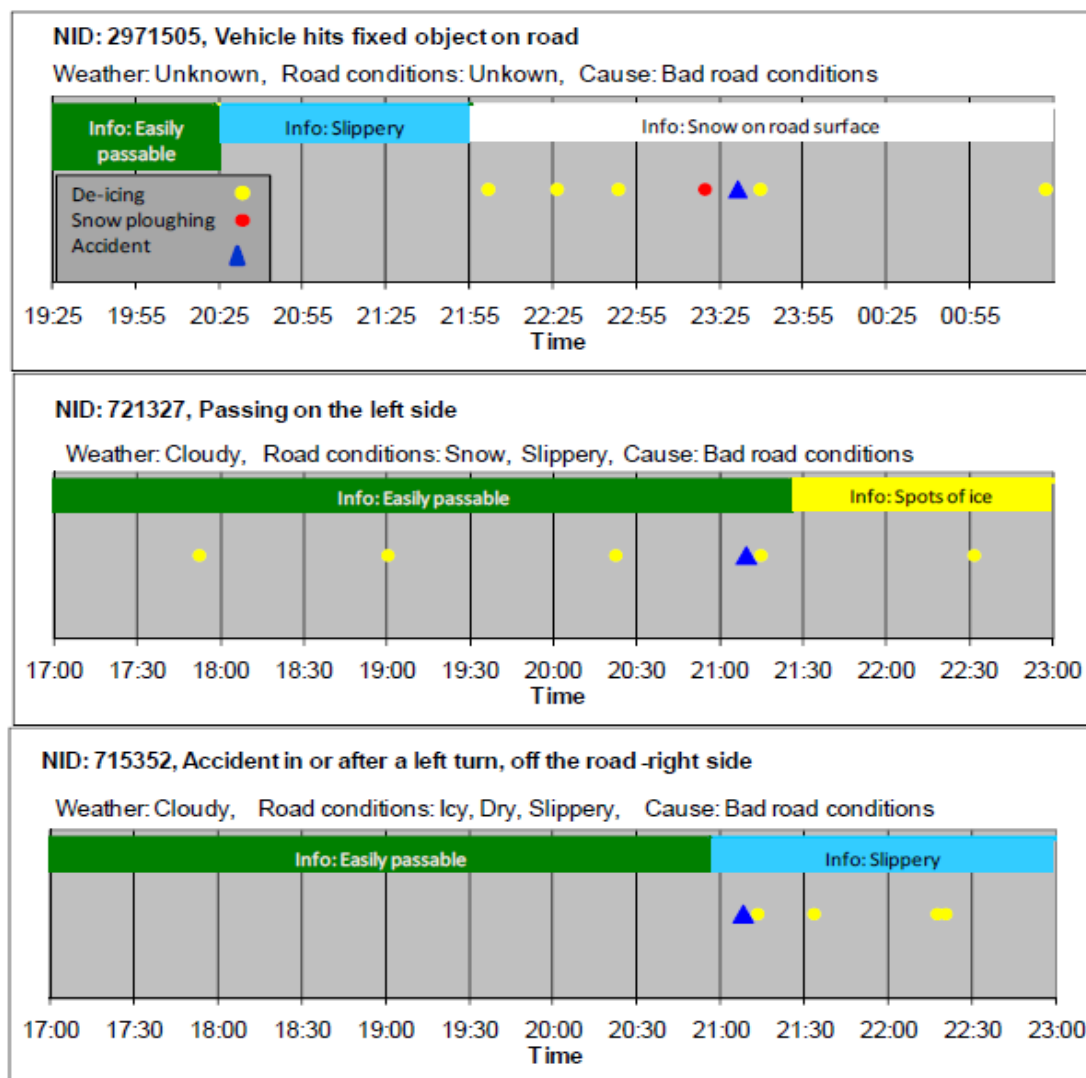 NID: 2971505, Vehicle hits fixed object on road
Weather: Unknown, Road conditions: Unkown, Cause: Bad road conditions
Info: Easily passable
Info: Slippery
Info: Snow on road surface
De-icing
Snow ploughing
Accident
19:25 19:55 20:25 20:55 21:25 21:55 22:25 22:55 23:25 23:55 00:25 00:55
Time
NID: 721327, Passing on the left side
Weather: Cloudy, Road conditions: Snow, Slippery, Cause: Bad road conditions
Info: Easily passable
Info: Spots of ice
17:00 17:30 18:00 18:30 19:00 19:30 20:00 20:30 21:00 21:30 22:00 22:30 23:00
Time
NID: 715352, Accident in or after a left turn, off the road -right side
Weather: Cloudy, Road conditions: Icy, Dry, Slippery, Cause: Bad road conditions
Info: Easily passable
Info: Slippery
17:00 17:30 18:00 18:30 19:00 19:30 20:00 20:30 21:00 21:30 22:00 22:30 23:00
Time